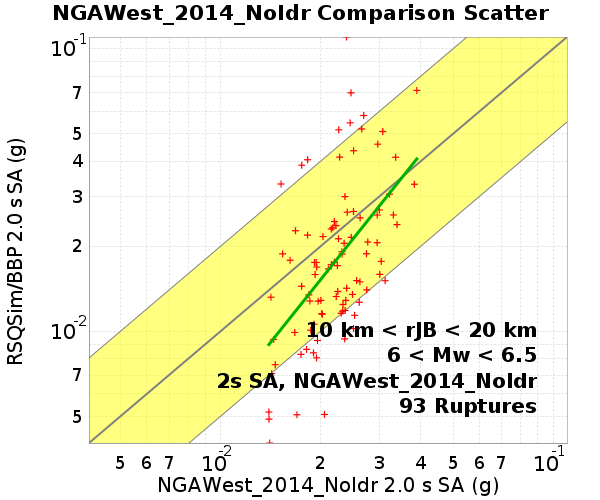 NGAWest_2014_NoIdr Comparison Scatter
RSQSim/BBP 2.0 s SA (g)
10⁻¹
7
5
4
3
2
10⁻²
7
5
10 km < rJB < 20 km
6 < Mw < 6.5
2s SA, NGAWest_2014_NoIdr
93 Ruptures
5 6 7 10⁻² 2 3 4 5 6 7 10⁻¹
NGAWest_2014_NoIdr 2.0 s SA (g)